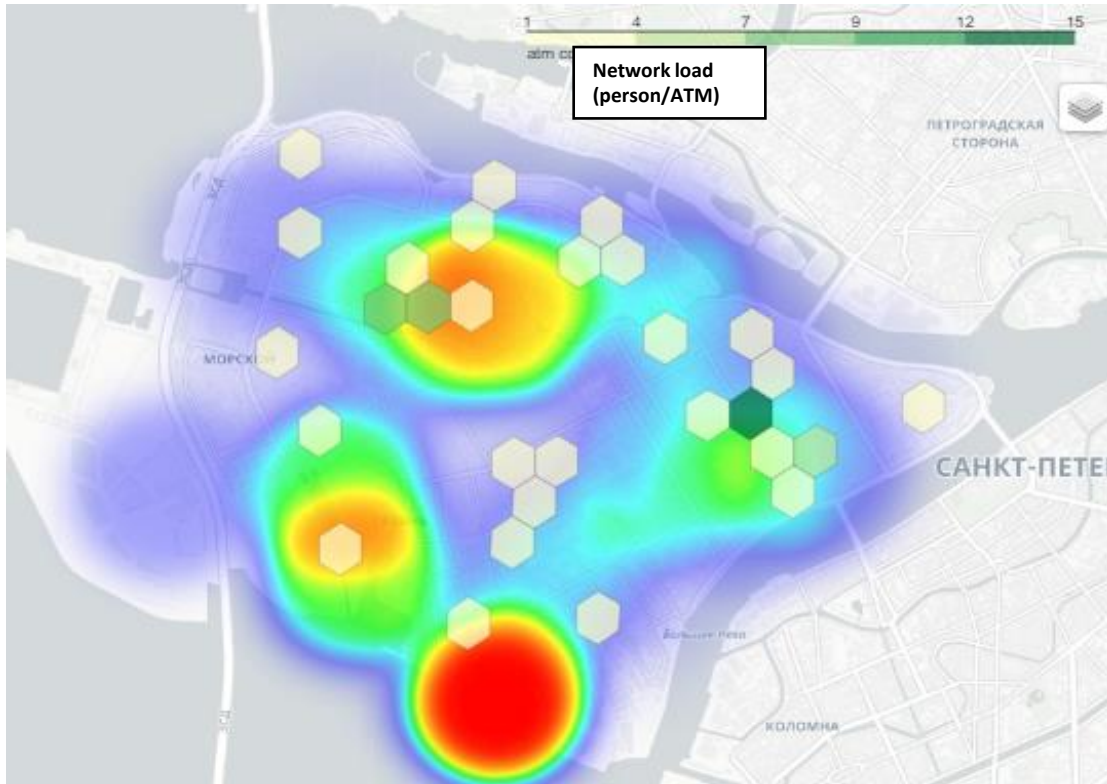 1 4 7 9 12 15
atm co
Network load
(person/ATM)
ПЕТРОГРАДСКАЯ
СТОРОНА
МОРСКОЙ
САНКТ-ПЕТЕ
Большая Нева
КОЛОМНА